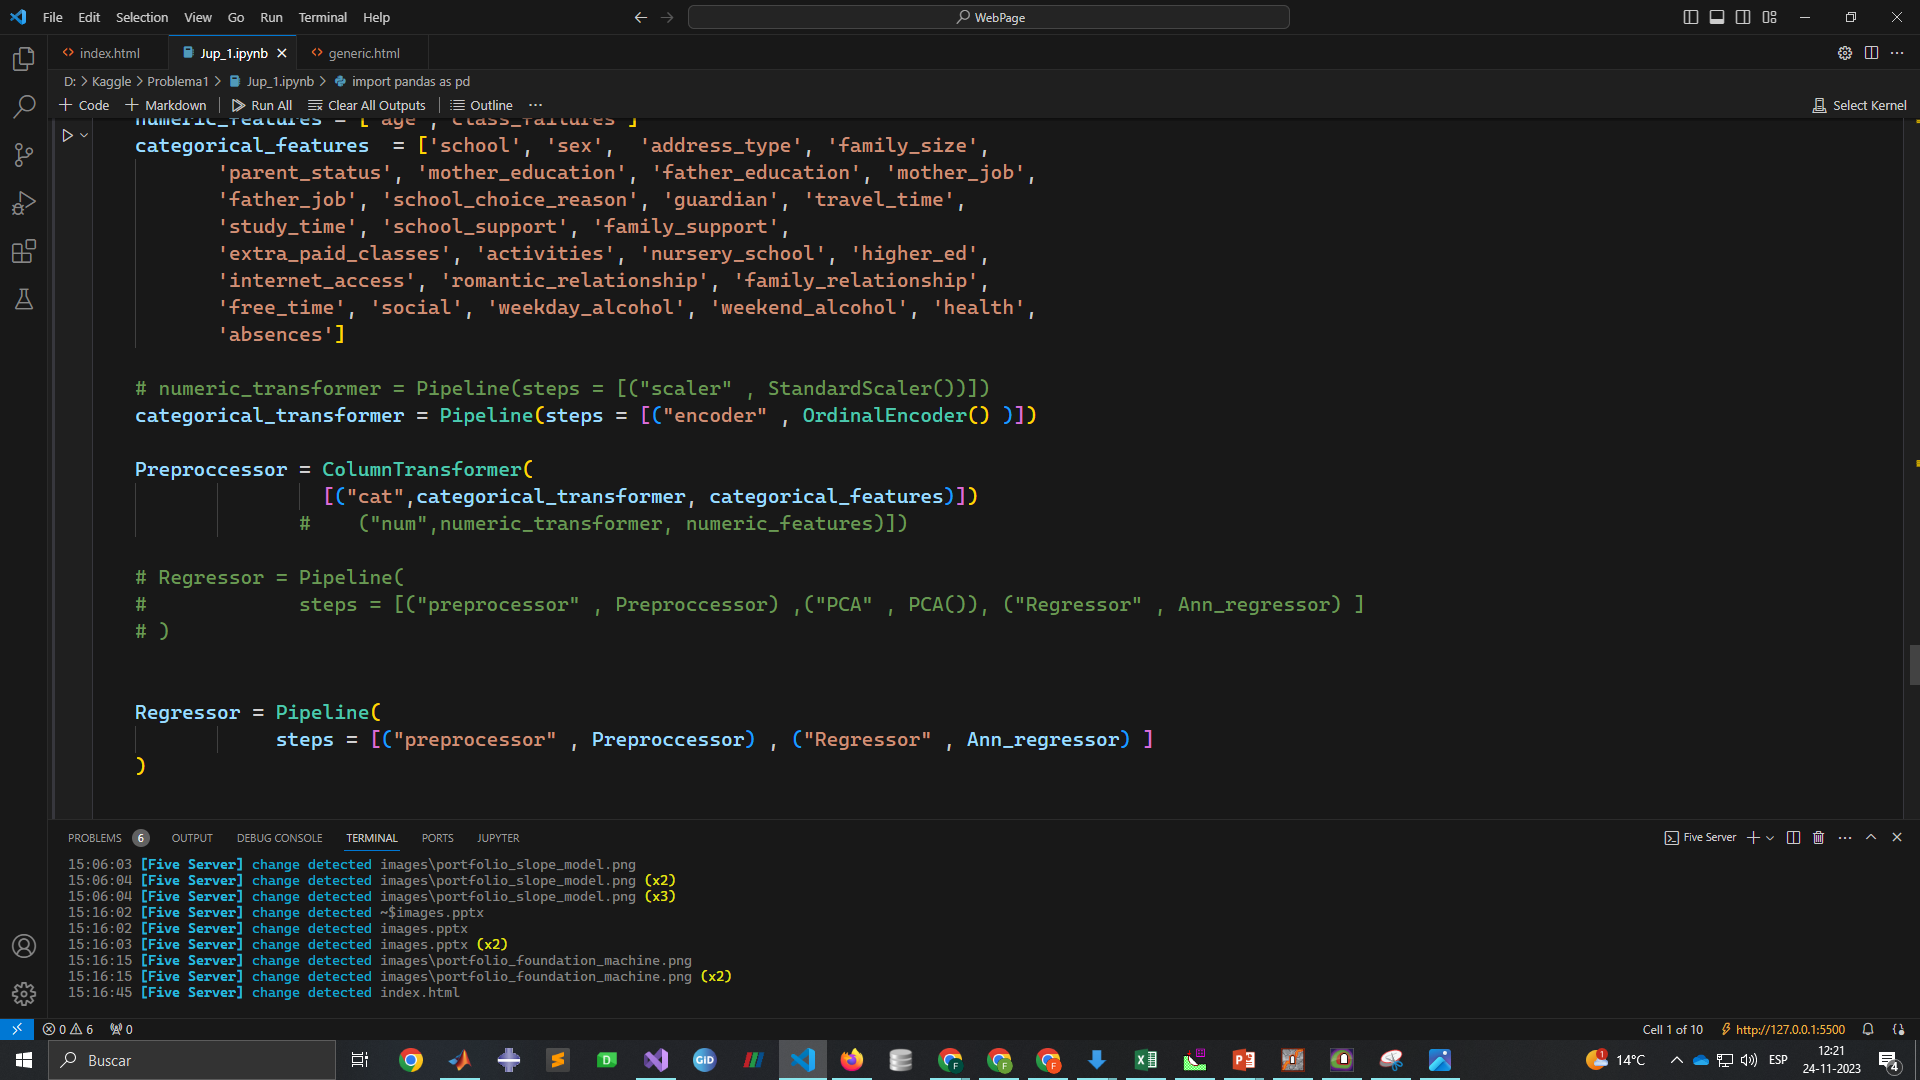 File Edit Selection View Go Run Terminal Help
WebPage
index.html Jup_1.ipynb generic.html
D: > Kaggle > Problema1 > Jup_1.ipynb > import pandas as pd
+ Code + Markdown Run All Clear All Outputs Outline ... Select Kernel
numeric_features = ['age', 'class_failures']
categorical_features  = ['school', 'sex',  'address_type', 'family_size',
'parent_status', 'mother_education', 'father_education', 'mother_job',
'father_job', 'school_choice_reason', 'guardian', 'travel_time',
'study_time', 'school_support', 'family_support',
'extra_paid_classes', 'activities', 'nursery_school', 'higher_ed',
'internet_access', 'romantic_relationship', 'family_relationship',
'free_time', 'social', 'weekday_alcohol', 'weekend_alcohol', 'health',
'absences']
# numeric_transformer = Pipeline(steps = [("scaler" , StandardScaler())])
categorical_transformer = Pipeline(steps = [("encoder" , OrdinalEncoder() )])
Preproccessor = ColumnTransformer(
[("cat",categorical_transformer, categorical_features)])
#    ("num",numeric_transformer, numeric_features)])
# Regressor = Pipeline(
#             steps = [("preprocessor" , Preproccessor) ,("PCA" , PCA()), ("Regressor" , Ann_regressor) ]
# )
Regressor = Pipeline(
steps = [("preprocessor" , Preproccessor) , ("Regressor" , Ann_regressor) ]
)
PROBLEMS 6 OUTPUT DEBUG CONSOLE TERMINAL PORTS JUPYTER Five Server
15:06:03 [Five Server] change detected images\portfolio_slope_model.png
15:06:04 [Five Server] change detected images\portfolio_slope_model.png (x2)
15:06:04 [Five Server] change detected images\portfolio_slope_model.png (x3)
15:16:02 [Five Server] change detected ~$images.pptx
15:16:02 [Five Server] change detected images.pptx
15:16:03 [Five Server] change detected images.pptx (x2)
15:16:15 [Five Server] change detected images\portfolio_foundation_machine.png
15:16:15 [Five Server] change detected images\portfolio_foundation_machine.png (x2)
15:16:45 [Five Server] change detected index.html
0 6 0 Cell 1 of 10 http://127.0.0.1:5500
Buscar D GID F F F 1 14°C ESP 12:21
24-11-2023 4